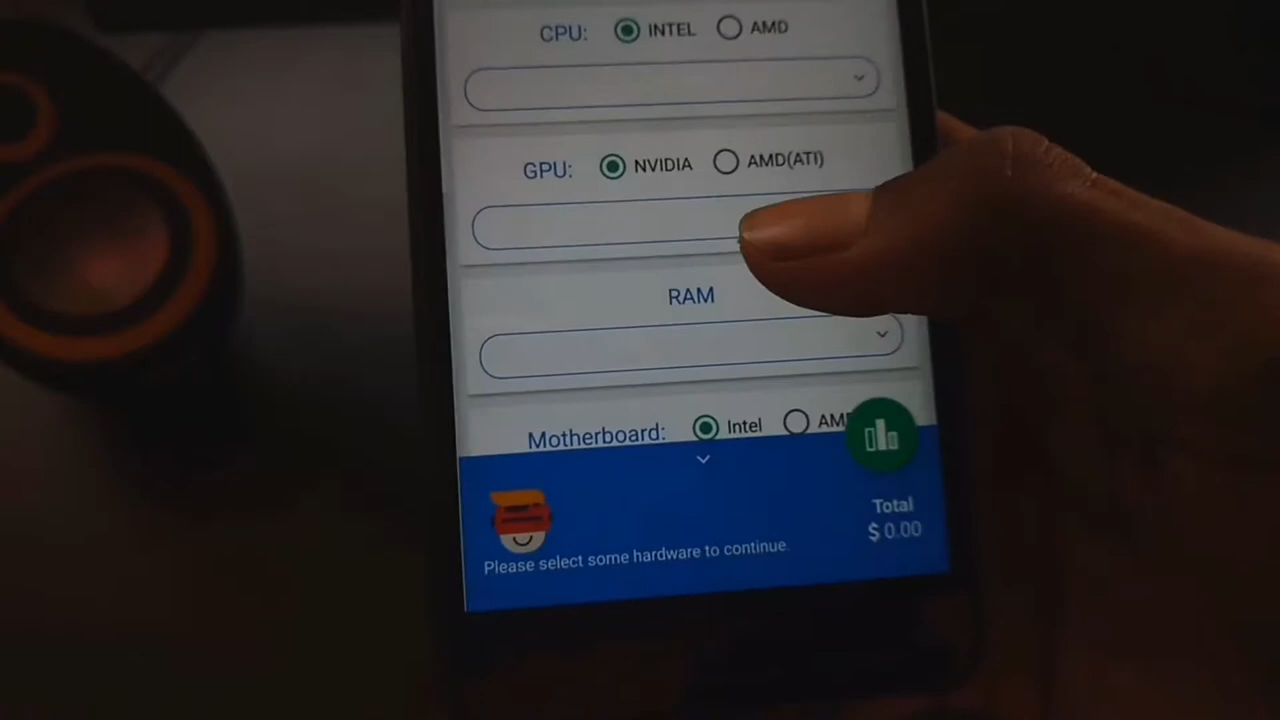 CPU: INTEL AMD
GPU: NVIDIA AMD(ATI)
RAM
Motherboard: Intel
Total
$ 0.00
Please select some hardware to continue.